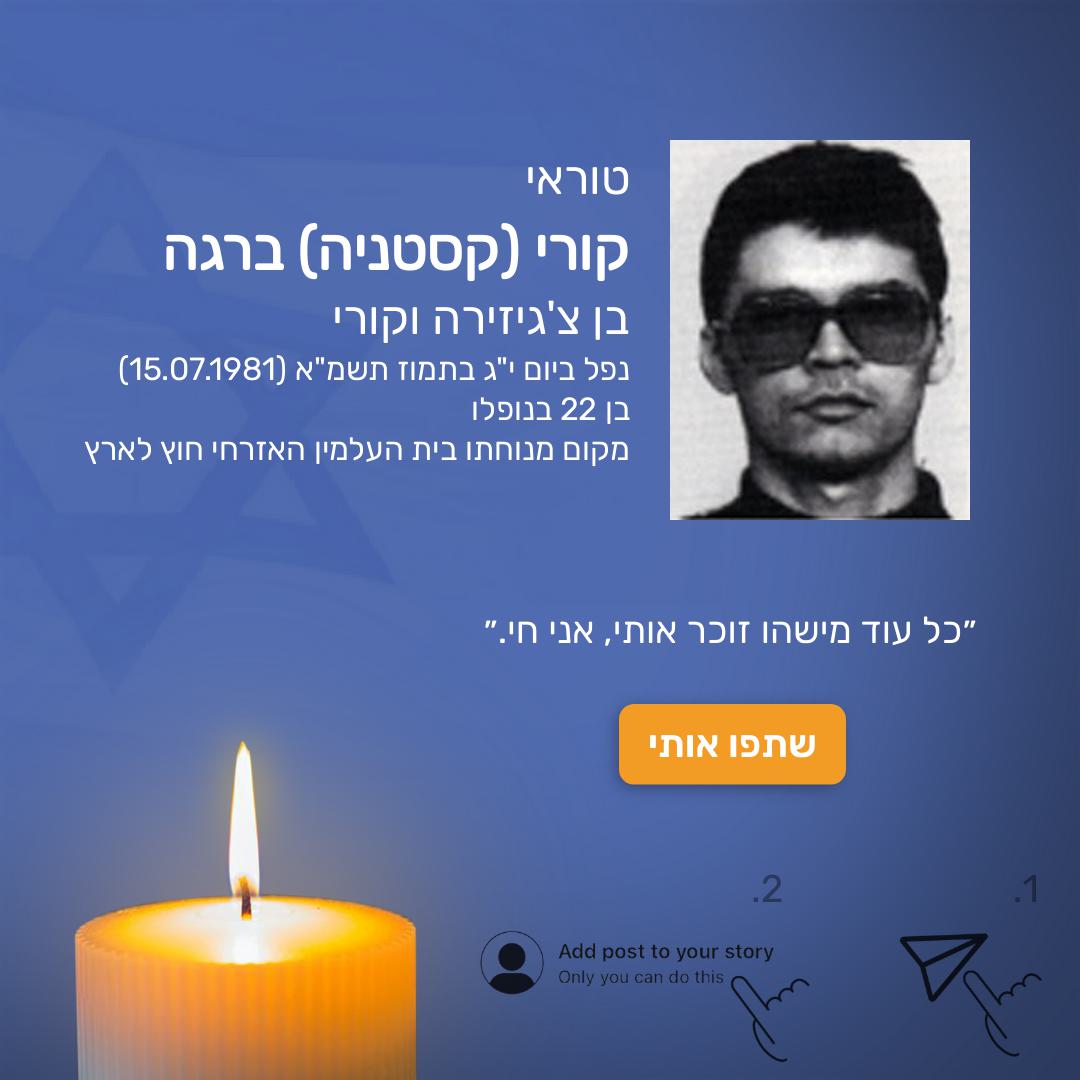 טוראי
קורי (קסטניה) ברגה
בן צ'גיזירה וקורי
נפל ביום י"ג בתמוז תשמ"א (15.07.1981)
בן 22 בנופלו
מקום מנוחתו בית העלמין האזרחי חוץ לארץ
״כל עוד מישהו זוכר אותי, אני חי.״
שתפו אותי
.1
.2
Add post to your story
Only you can do this